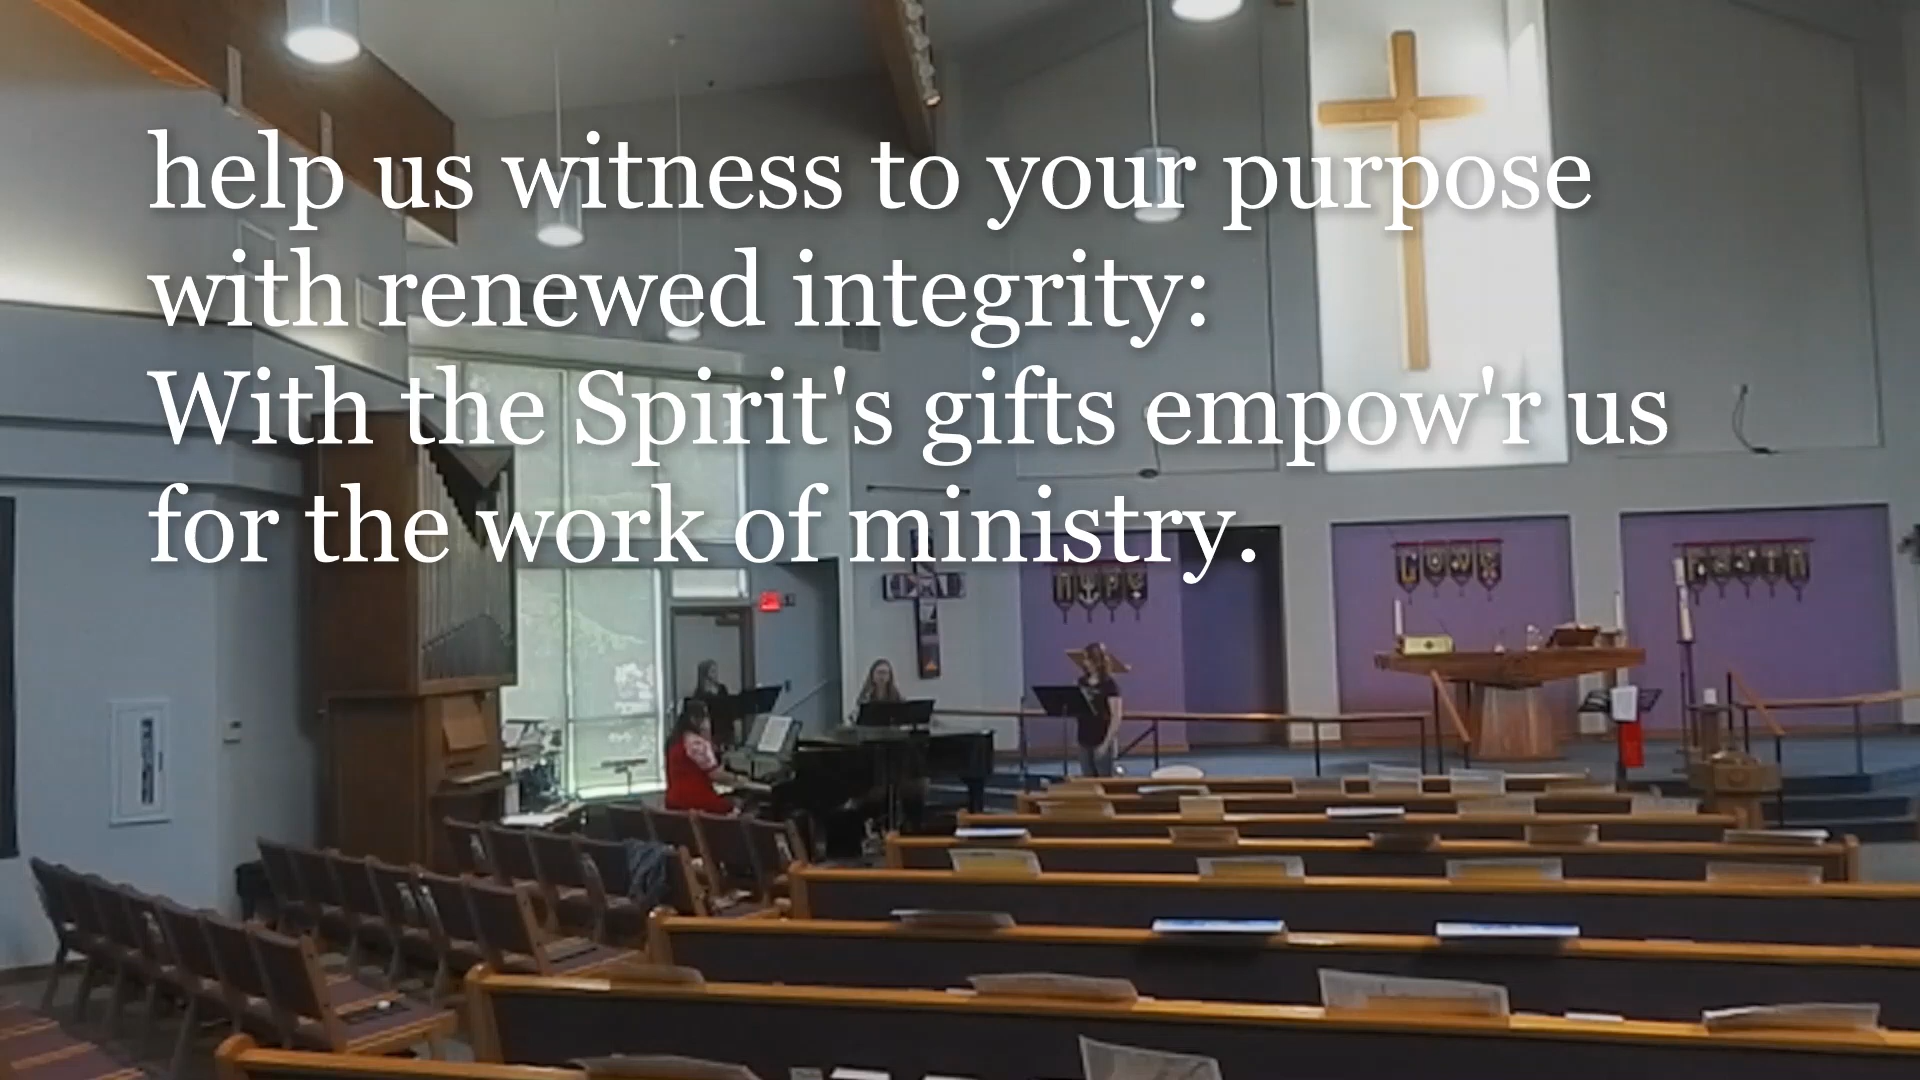 help us witness to your purpose
with renewed integrity:
With the Spirit's gifts empow'r us
for the work of ministry.
HOPE